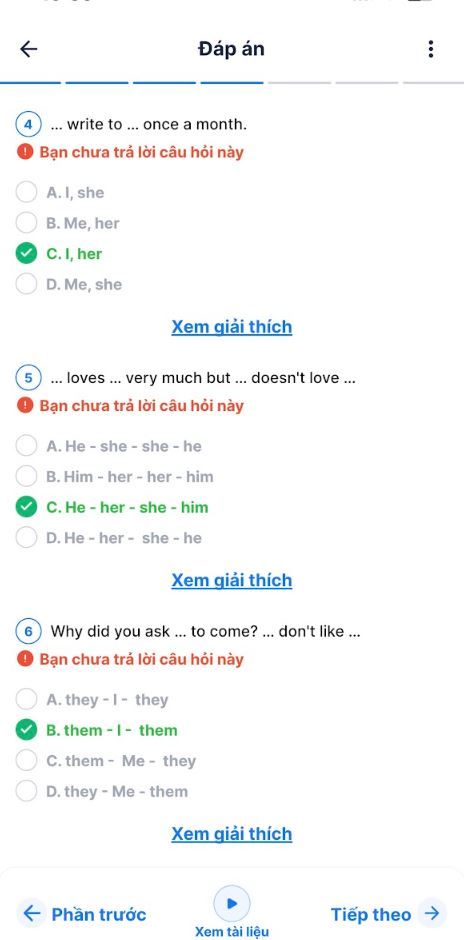 Đáp án
4 ... write to ... once a month.
! Bạn chưa trả lời câu hỏi này
A. I, she
B. Me, her
C. I, her
D. Me, she
Xem giải thích
5 ... loves ... very much but ... doesn't love ...
! Bạn chưa trả lời câu hỏi này
A. He - she - she - he
B. Him - her - her - him
C. He - her - she - him
D. He - her - she - he
Xem giải thích
6 Why did you ask ... to come? ... don't like ...
! Bạn chưa trả lời câu hỏi này
A. they - I - they
B. them - I - them
C. them - Me - they
D. they - Me - them
Xem giải thích
Phần trước
Xem tài liệu
Tiếp theo